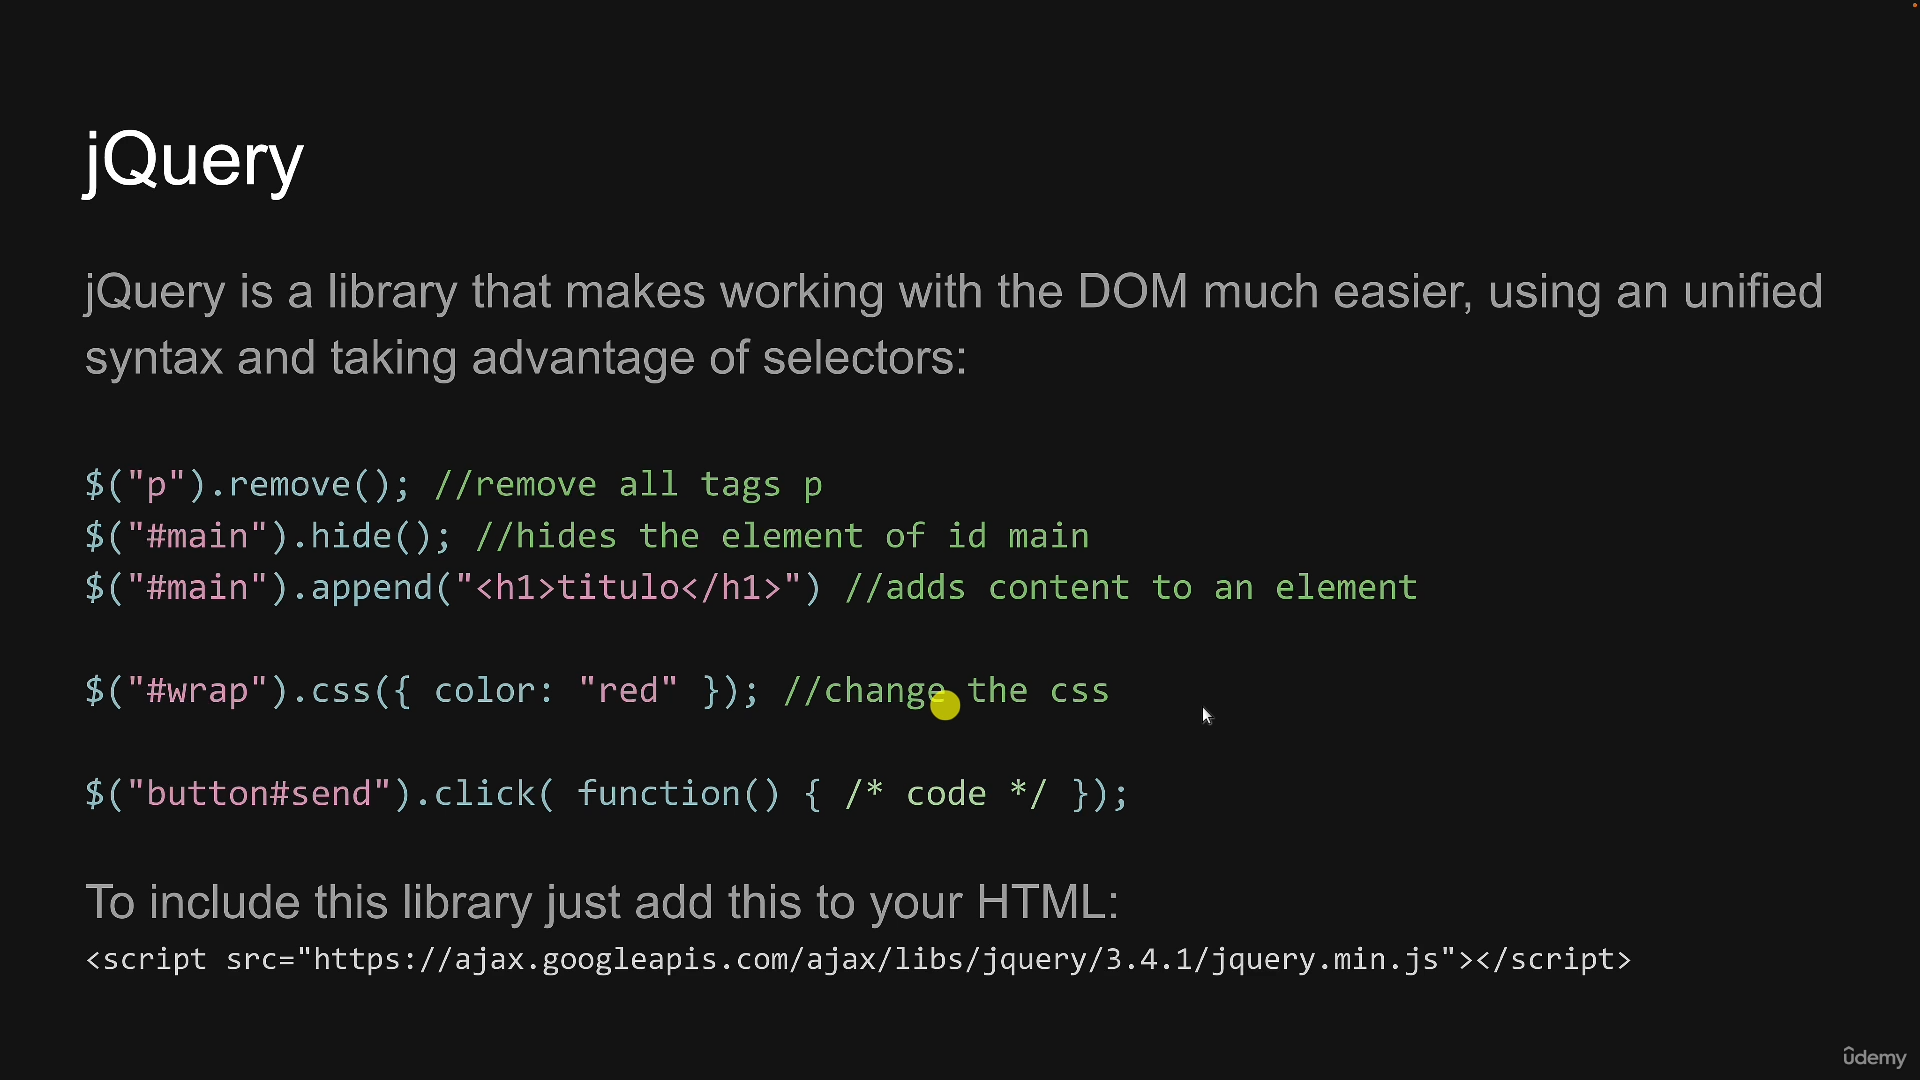 jQuery
jQuery is a library that makes working with the DOM much easier, using an unified
syntax and taking advantage of selectors:
$("p").remove(); //remove all tags p
$("#main").hide(); //hides the element of id main
$("#main").append("<h1>titulo</h1>") //adds content to an element
$("#wrap").css({ color: "red" }); //change the css
$("button#send").click( function() { /* code */ });
To include this library just add this to your HTML:
<script src="https://ajax.googleapis.com/ajax/libs/jquery/3.4.1/jquery.min.js"></script>
ûdemy